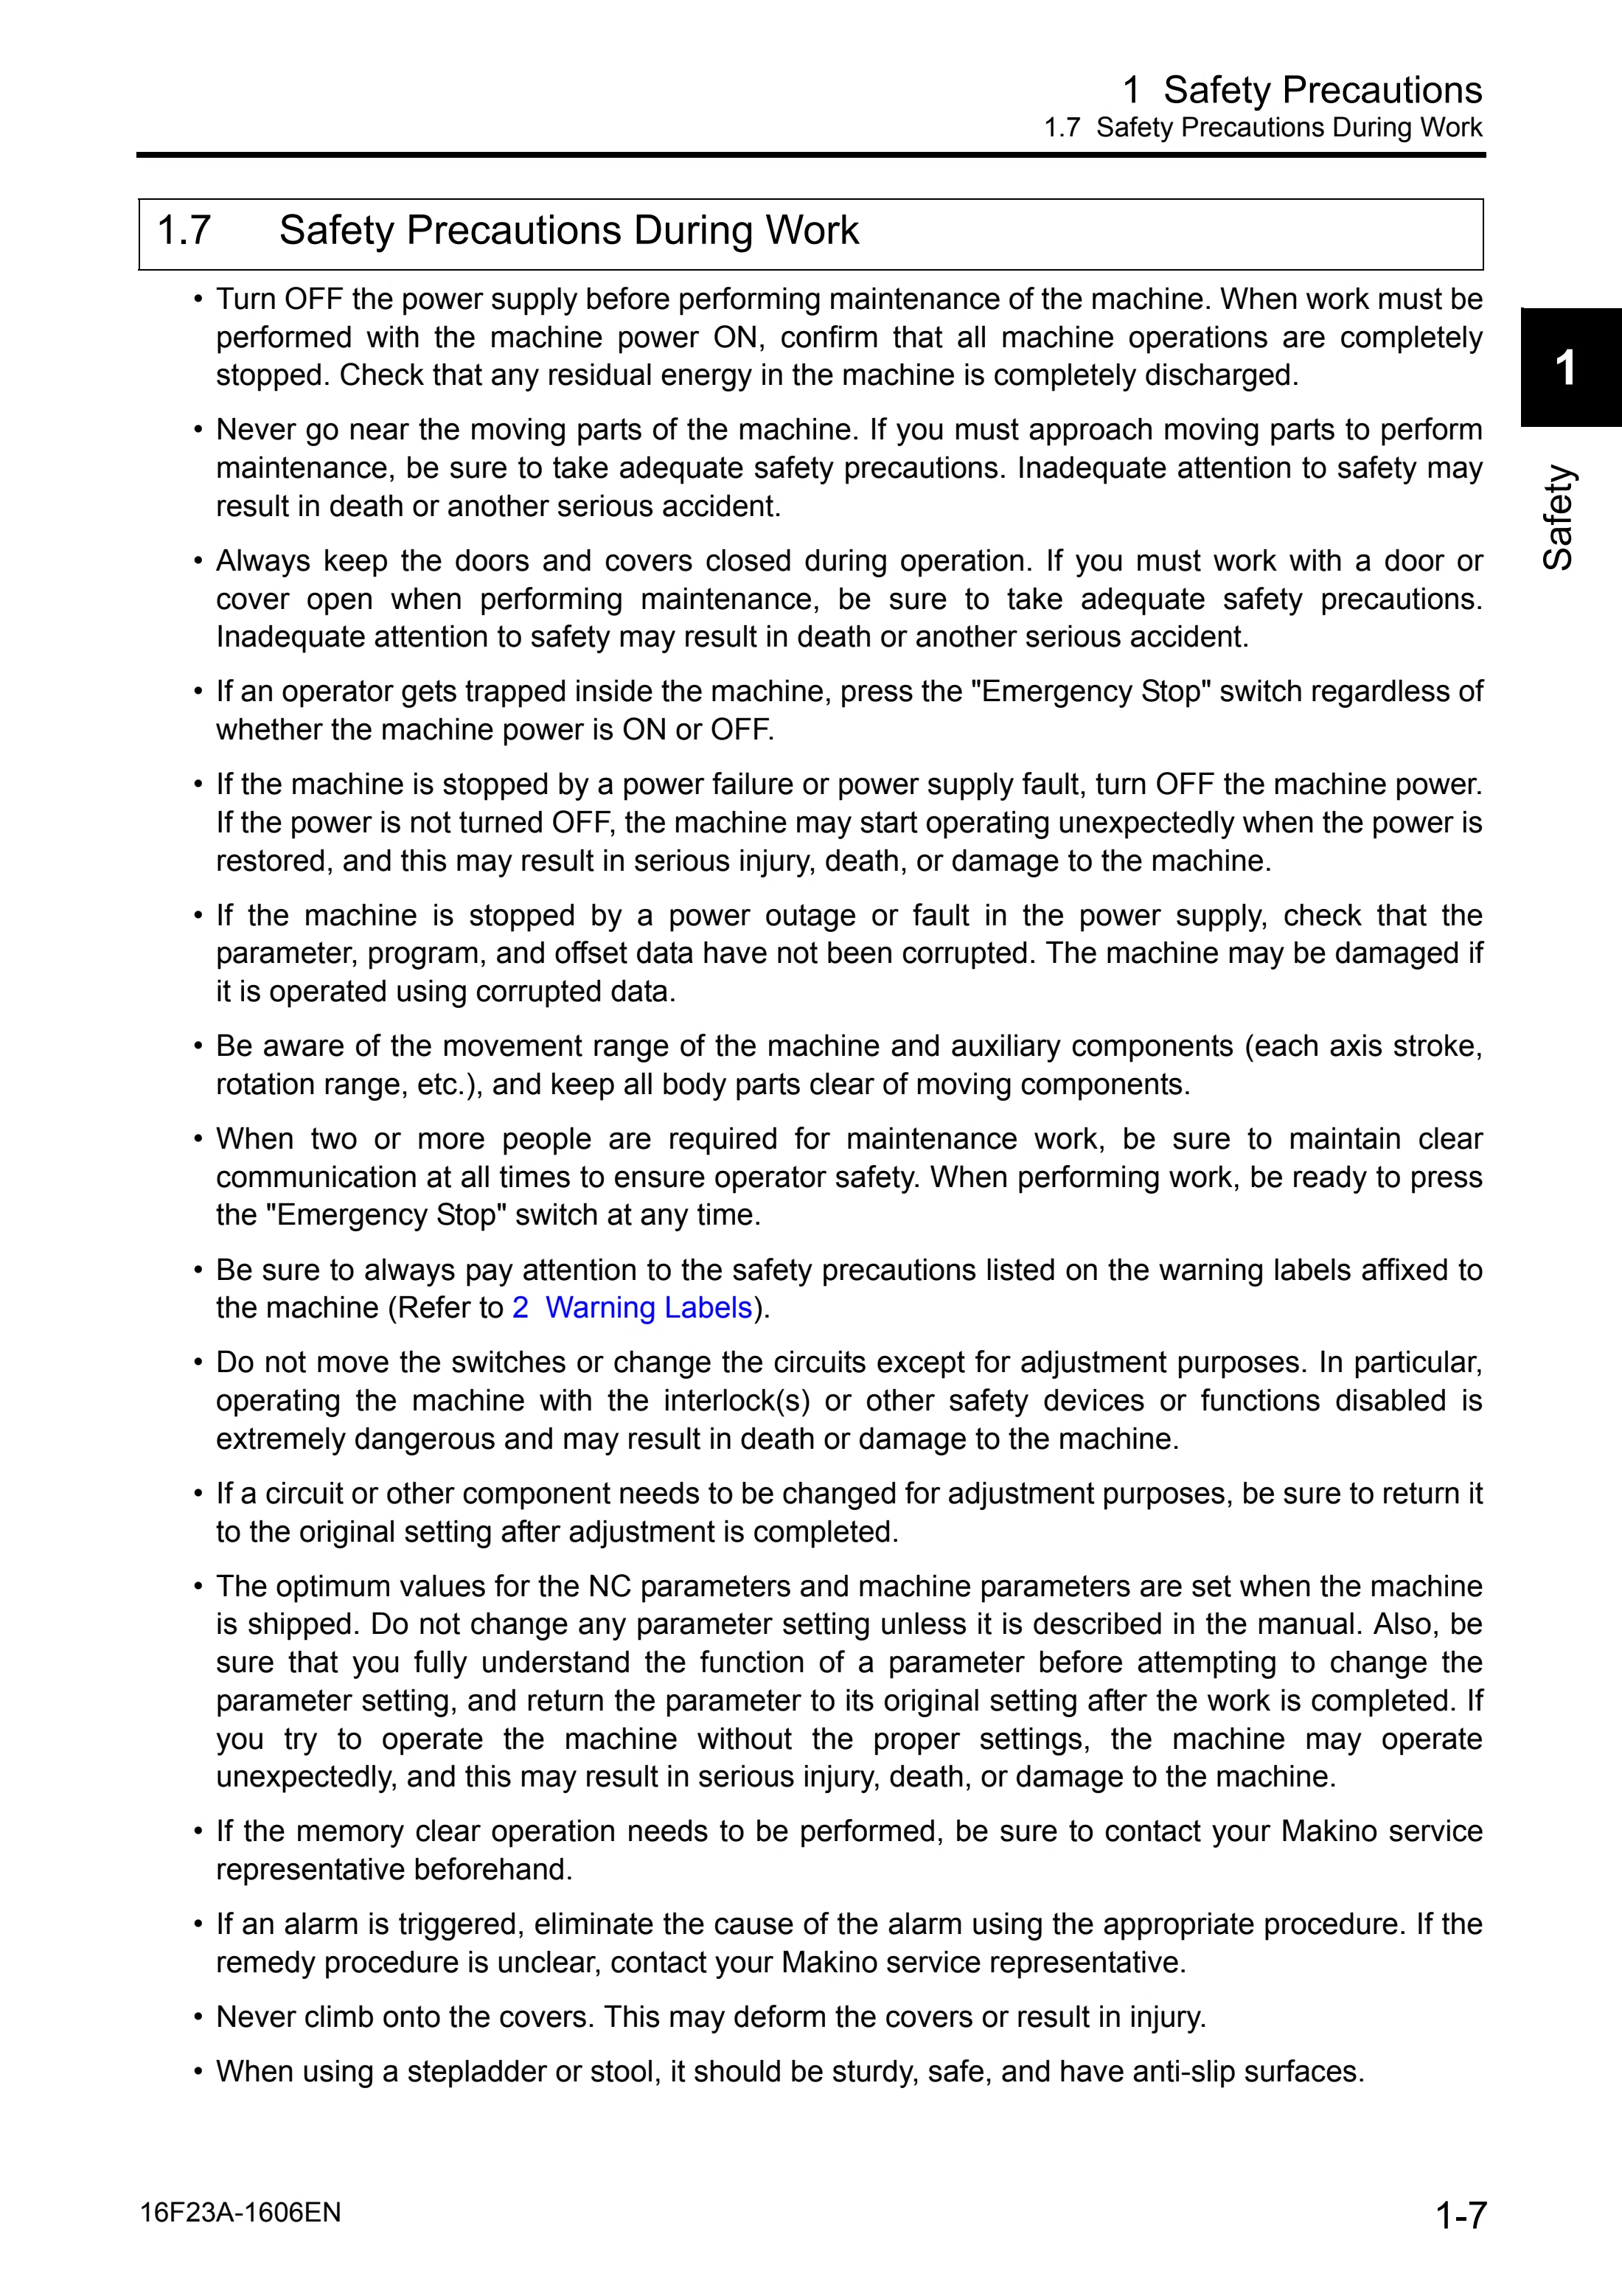 1 Safety Precautions
1.7 Safety Precautions During Work
1.7 Safety Precautions During Work
• Turn OFF the power supply before performing maintenance of the machine. When work must be
performed with the machine power ON, confirm that all machine operations are completely
stopped. Check that any residual energy in the machine is completely discharged.
• Never go near the moving parts of the machine. If you must approach moving parts to perform
maintenance, be sure to take adequate safety precautions. Inadequate attention to safety may
result in death or another serious accident.
• Always keep the doors and covers closed during operation. If you must work with a door or
cover open when performing maintenance, be sure to take adequate safety precautions.
Inadequate attention to safety may result in death or another serious accident.
• If an operator gets trapped inside the machine, press the "Emergency Stop" switch regardless of
whether the machine power is ON or OFF.
• If the machine is stopped by a power failure or power supply fault, turn OFF the machine power.
If the power is not turned OFF, the machine may start operating unexpectedly when the power is
restored, and this may result in serious injury, death, or damage to the machine.
• If the machine is stopped by a power outage or fault in the power supply, check that the
parameter, program, and offset data have not been corrupted. The machine may be damaged if
it is operated using corrupted data.
• Be aware of the movement range of the machine and auxiliary components (each axis stroke,
rotation range, etc.), and keep all body parts clear of moving components.
• When two or more people are required for maintenance work, be sure to maintain clear
communication at all times to ensure operator safety. When performing work, be ready to press
the "Emergency Stop" switch at any time.
• Be sure to always pay attention to the safety precautions listed on the warning labels affixed to
the machine (Refer to 2 Warning Labels).
• Do not move the switches or change the circuits except for adjustment purposes. In particular,
operating the machine with the interlock(s) or other safety devices or functions disabled is
extremely dangerous and may result in death or damage to the machine.
• If a circuit or other component needs to be changed for adjustment purposes, be sure to return it
to the original setting after adjustment is completed.
• The optimum values for the NC parameters and machine parameters are set when the machine
is shipped. Do not change any parameter setting unless it is described in the manual. Also, be
sure that you fully understand the function of a parameter before attempting to change the
parameter setting, and return the parameter to its original setting after the work is completed. If
you try to operate the machine without the proper settings, the machine may operate
unexpectedly, and this may result in serious injury, death, or damage to the machine.
• If the memory clear operation needs to be performed, be sure to contact your Makino service
representative beforehand.
• If an alarm is triggered, eliminate the cause of the alarm using the appropriate procedure. If the
remedy procedure is unclear, contact your Makino service representative.
• Never climb onto the covers. This may deform the covers or result in injury.
• When using a stepladder or stool, it should be sturdy, safe, and have anti-slip surfaces.
1
Safety
16F23A-1606EN
1-7